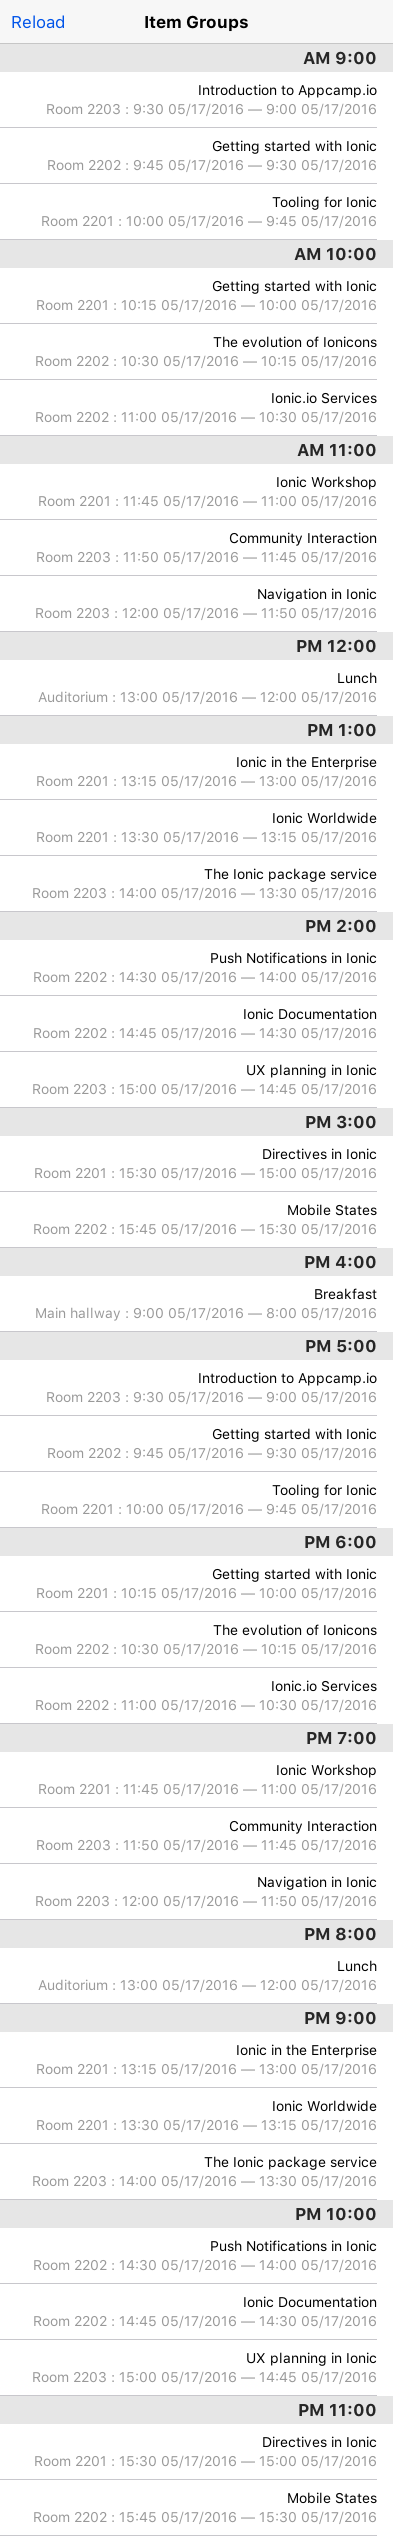 Reload
Item Groups
AM 9:00
Introduction to Appcamp.io
Room 2203 : 9:30 05/17/2016 — 9:00 05/17/2016
Getting started with Ionic
Room 2202 : 9:45 05/17/2016 — 9:30 05/17/2016
Tooling for Ionic
Room 2201 : 10:00 05/17/2016 — 9:45 05/17/2016
AM 10:00
Getting started with Ionic
Room 2201 : 10:15 05/17/2016 — 10:00 05/17/2016
The evolution of Ionicons
Room 2202 : 10:30 05/17/2016 — 10:15 05/17/2016
Ionic.io Services
Room 2202 : 11:00 05/17/2016 — 10:30 05/17/2016
AM 11:00
Ionic Workshop
Room 2201 : 11:45 05/17/2016 — 11:00 05/17/2016
Community Interaction
Room 2203 : 11:50 05/17/2016 — 11:45 05/17/2016
Navigation in Ionic
Room 2203 : 12:00 05/17/2016 — 11:50 05/17/2016
PM 12:00
Lunch
Auditorium : 13:00 05/17/2016 — 12:00 05/17/2016
PM 1:00
Ionic in the Enterprise
Room 2201 : 13:15 05/17/2016 — 13:00 05/17/2016
Ionic Worldwide
Room 2201 : 13:30 05/17/2016 — 13:15 05/17/2016
The Ionic package service
Room 2203 : 14:00 05/17/2016 — 13:30 05/17/2016
PM 2:00
Push Notifications in Ionic
Room 2202 : 14:30 05/17/2016 — 14:00 05/17/2016
Ionic Documentation
Room 2202 : 14:45 05/17/2016 — 14:30 05/17/2016
UX planning in Ionic
Room 2203 : 15:00 05/17/2016 — 14:45 05/17/2016
PM 3:00
Directives in Ionic
Room 2201 : 15:30 05/17/2016 — 15:00 05/17/2016
Mobile States
Room 2202 : 15:45 05/17/2016 — 15:30 05/17/2016
PM 4:00
Breakfast
Main hallway : 9:00 05/17/2016 — 8:00 05/17/2016
PM 5:00
Introduction to Appcamp.io
Room 2203 : 9:30 05/17/2016 — 9:00 05/17/2016
Getting started with Ionic
Room 2202 : 9:45 05/17/2016 — 9:30 05/17/2016
Tooling for Ionic
Room 2201 : 10:00 05/17/2016 — 9:45 05/17/2016
PM 6:00
Getting started with Ionic
Room 2201 : 10:15 05/17/2016 — 10:00 05/17/2016
The evolution of Ionicons
Room 2202 : 10:30 05/17/2016 — 10:15 05/17/2016
Ionic.io Services
Room 2202 : 11:00 05/17/2016 — 10:30 05/17/2016
PM 7:00
Ionic Workshop
Room 2201 : 11:45 05/17/2016 — 11:00 05/17/2016
Community Interaction
Room 2203 : 11:50 05/17/2016 — 11:45 05/17/2016
Navigation in Ionic
Room 2203 : 12:00 05/17/2016 — 11:50 05/17/2016
PM 8:00
Lunch
Auditorium : 13:00 05/17/2016 — 12:00 05/17/2016
PM 9:00
Ionic in the Enterprise
Room 2201 : 13:15 05/17/2016 — 13:00 05/17/2016
Ionic Worldwide
Room 2201 : 13:30 05/17/2016 — 13:15 05/17/2016
The Ionic package service
Room 2203 : 14:00 05/17/2016 — 13:30 05/17/2016
PM 10:00
Push Notifications in Ionic
Room 2202 : 14:30 05/17/2016 — 14:00 05/17/2016
Ionic Documentation
Room 2202 : 14:45 05/17/2016 — 14:30 05/17/2016
UX planning in Ionic
Room 2203 : 15:00 05/17/2016 — 14:45 05/17/2016
PM 11:00
Directives in Ionic
Room 2201 : 15:30 05/17/2016 — 15:00 05/17/2016
Mobile States
Room 2202 : 15:45 05/17/2016 — 15:30 05/17/2016